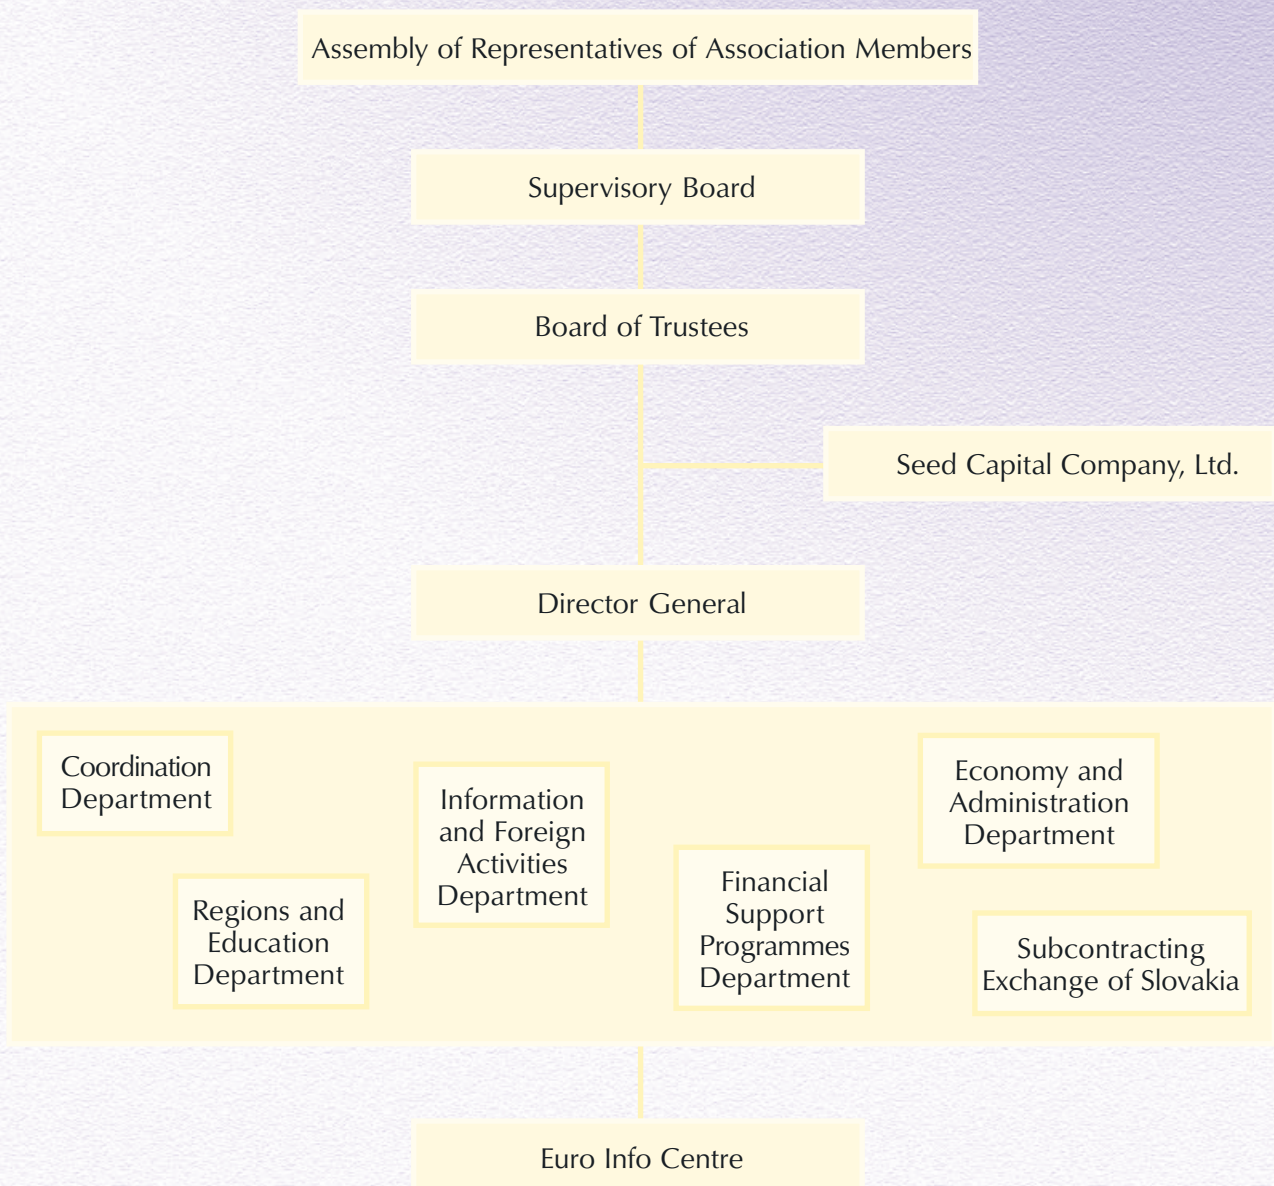 Assembly of Representatives of Association Members
Supervisory Board
Board of Trustees
Seed Capital Company, Ltd.
Director General
Coordination
Department
Regions and
Education
Department
Information
and Foreign
Activities
Department
Financial
Support
Programmes
Department
Economy and
Administration
Department
Subcontracting
Exchange of Slovakia
Euro Info Centre